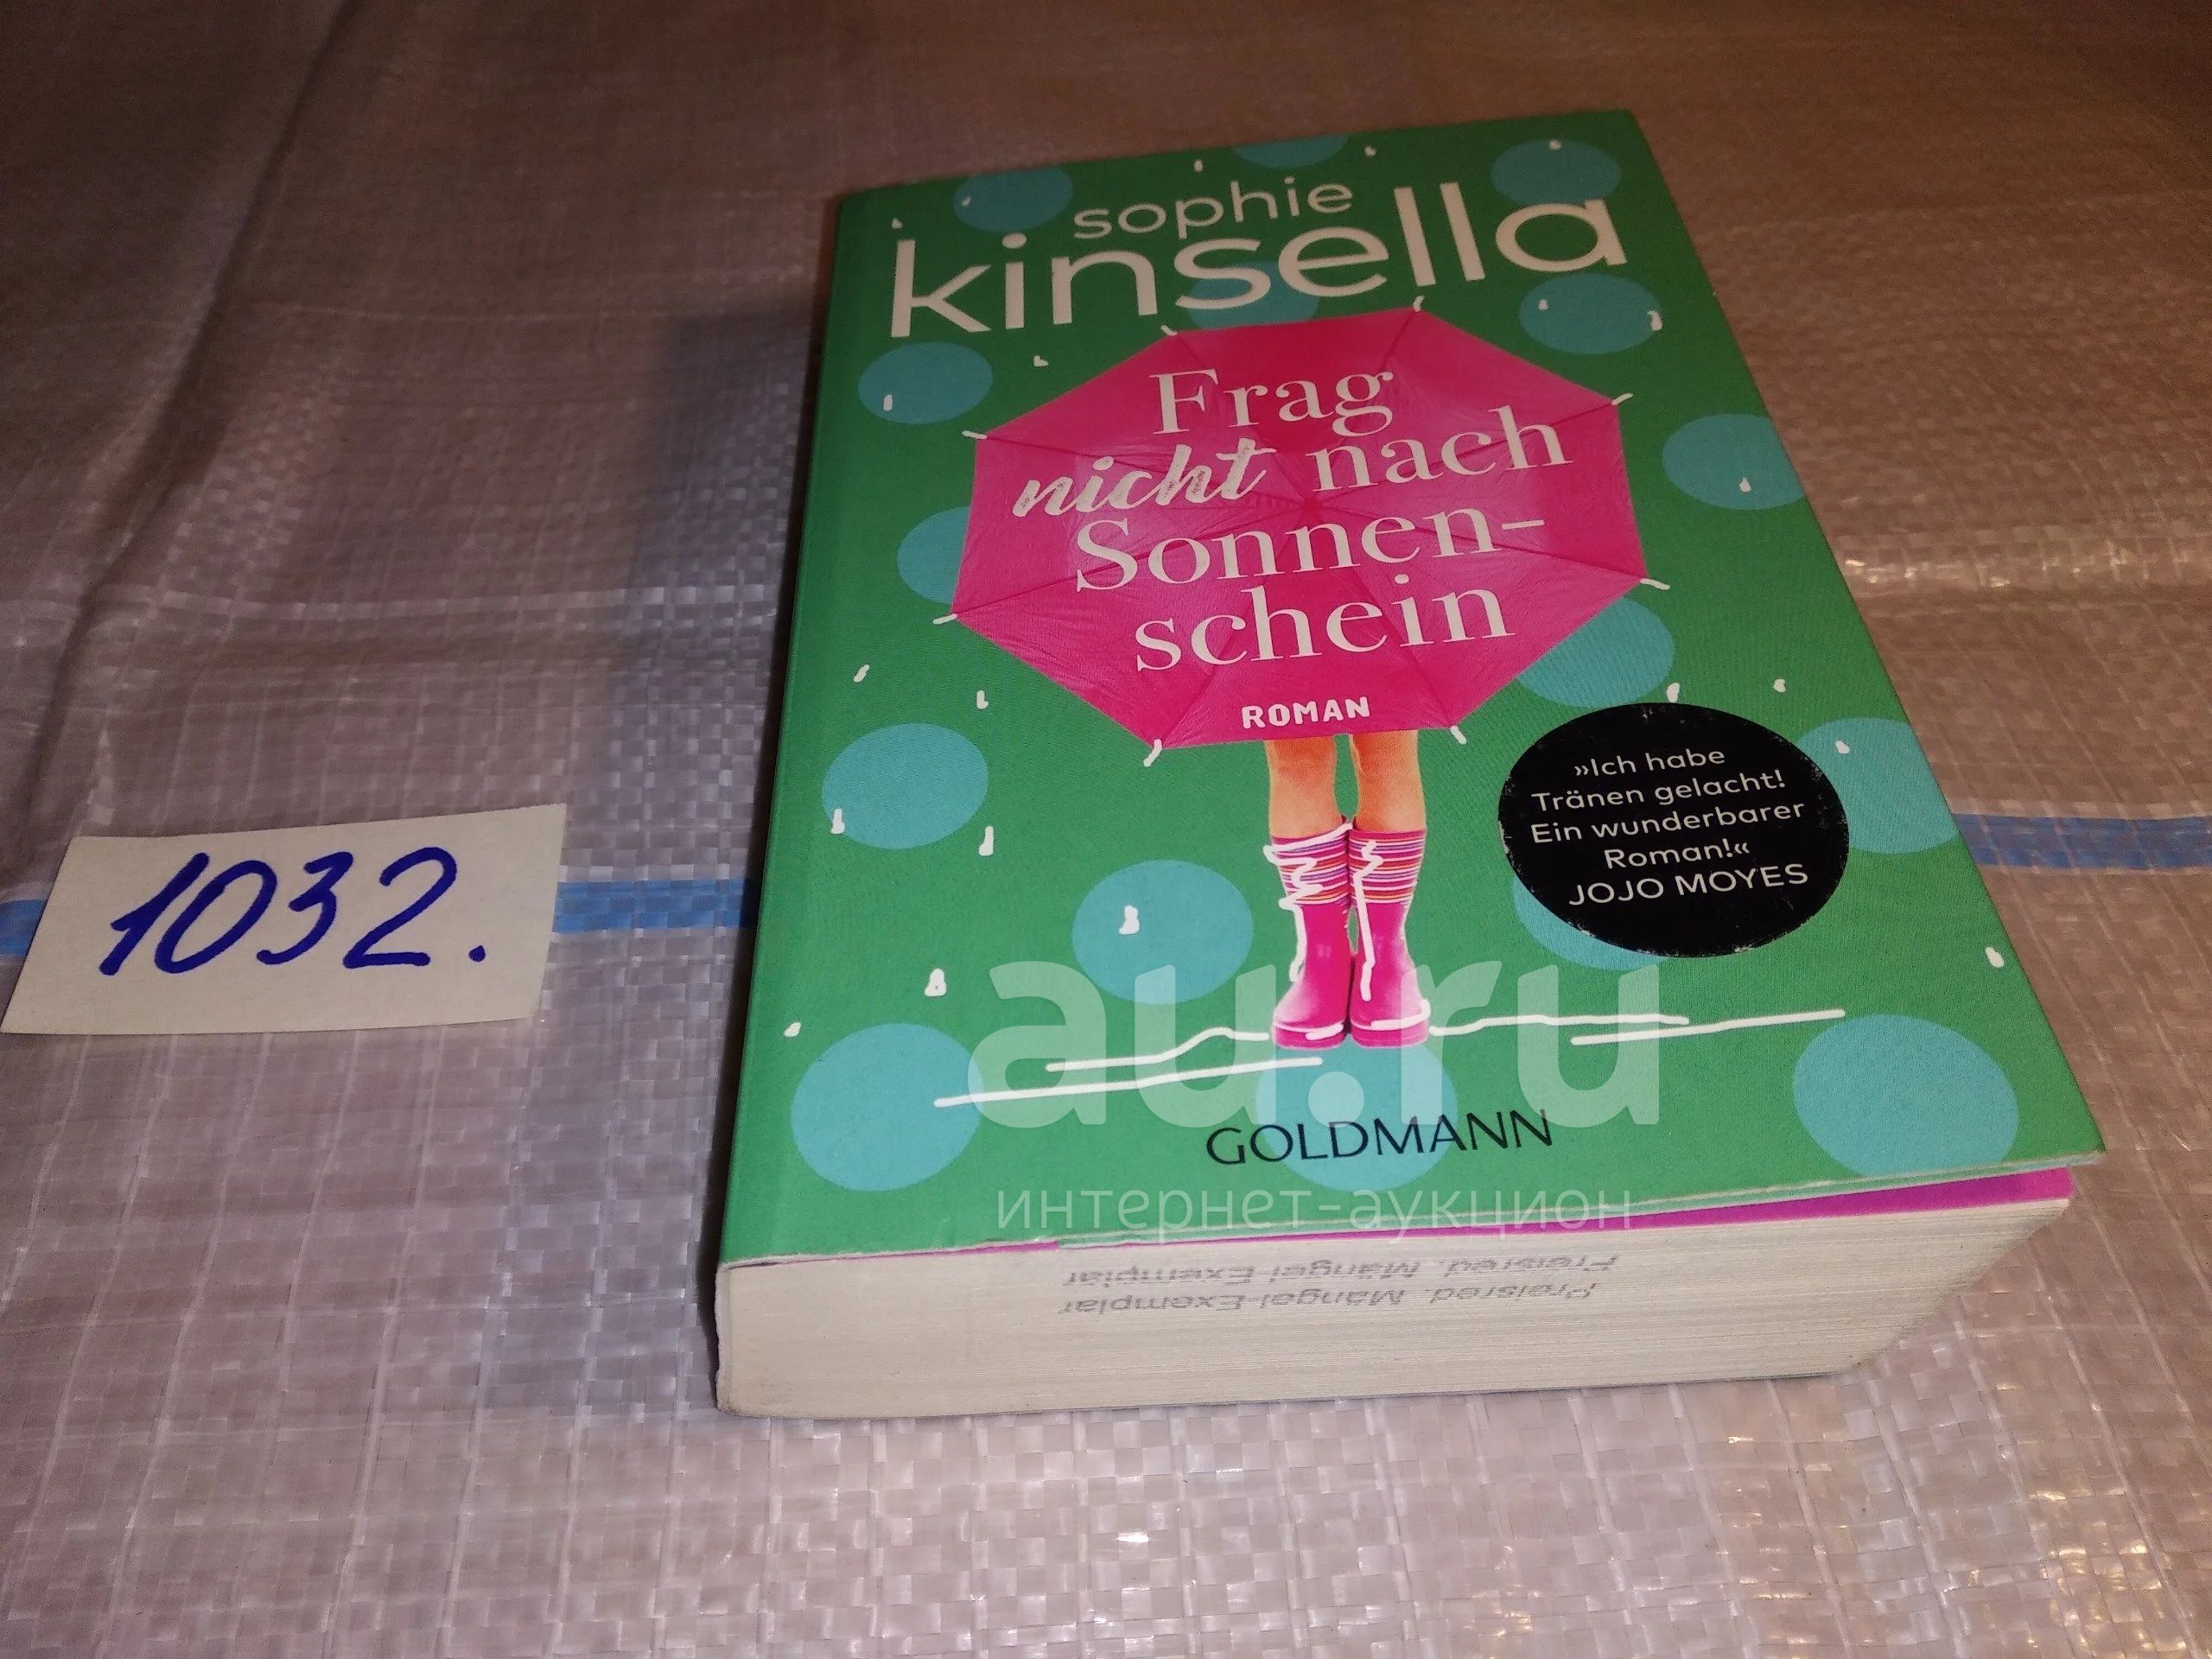 sophie
kinsella
Frag
nicht nach
Sonnen-
schein
ROMAN
»Ich habe
Tränen gelacht!
Ein wunderbarer
Roman!«
JOJO MOYES
1032.
au.ru
GOLDMANN
интернет-аукцион
Preisred. Mängel-Exemplar
Preisred. Mängel-Exemplar